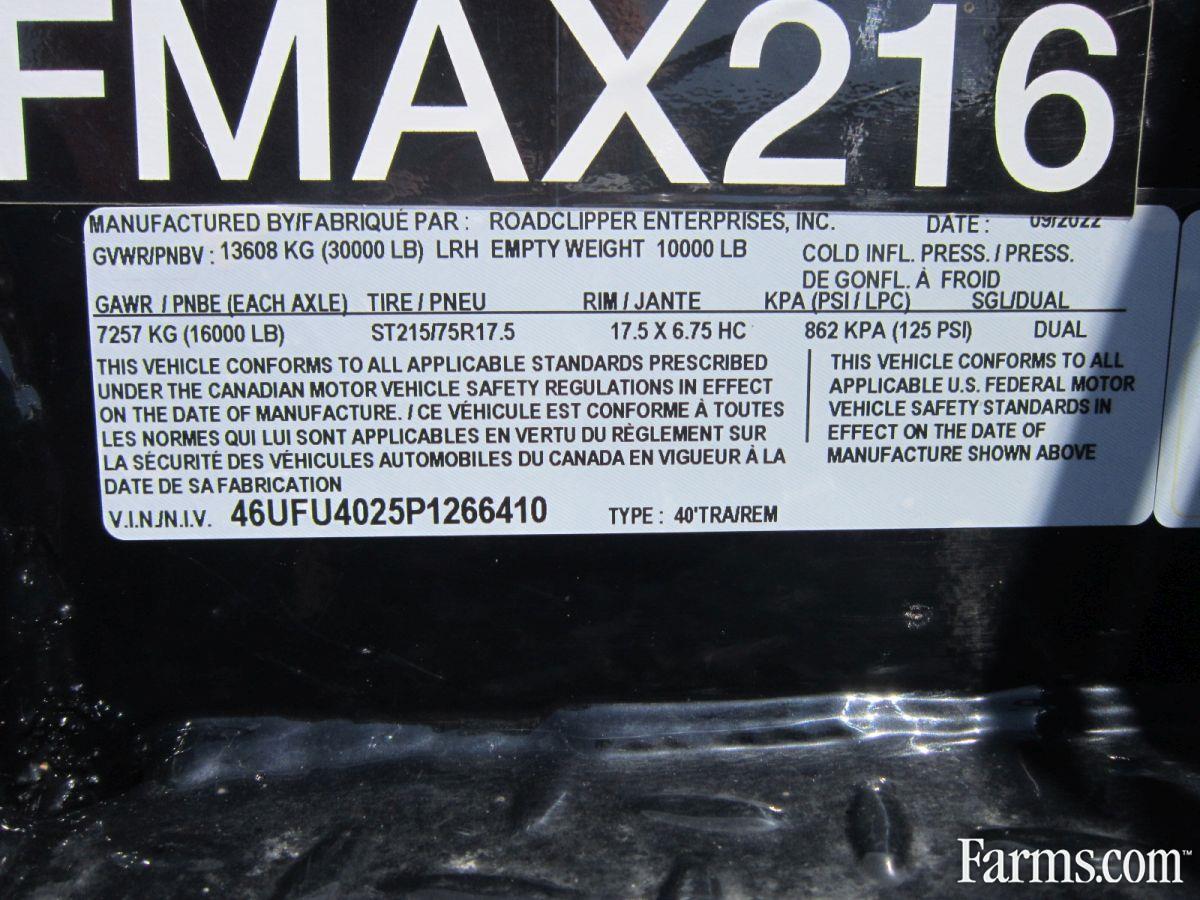 FMAX216
MANUFACTURED BY/FABRIQUÉ PAR : ROADCLIPPER ENTERPRISES, INC. DATE : 09/2022
GVWR/PNBV : 13608 KG (30000 LB) LRH EMPTY WEIGHT 10000 LB
COLD INFL. PRESS. / PRESS.
DE GONFL. À FROID
GAWR / PNBE (EACH AXLE) TIRE / PNEU RIM / JANTE KPA (PSI / LPC) SGL/DUAL
7257 KG (16000 LB) ST215/75R17.5 17.5 X 6.75 HC 862 KPA (125 PSI) DUAL
THIS VEHICLE CONFORMS TO ALL APPLICABLE STANDARDS PRESCRIBED
UNDER THE CANADIAN MOTOR VEHICLE SAFETY REGULATIONS IN EFFECT
ON THE DATE OF MANUFACTURE. / CE VÉHICULE EST CONFORME À TOUTES
LES NORMES QUI LUI SONT APPLICABLES EN VERTU DU RÈGLEMENT SUR
LA SÉCURITÉ DES VÉHICULES AUTOMOBILES DU CANADA EN VIGUEUR À LA
DATE DE SA FABRICATION
THIS VEHICLE CONFORMS TO ALL
APPLICABLE U.S. FEDERAL MOTOR
VEHICLE SAFETY STANDARDS IN
EFFECT ON THE DATE OF
MANUFACTURE SHOWN ABOVE
V.I.N./N.I.V. 46UFU4025P1266410 TYPE : 40'TRA/REM
Farms.com™